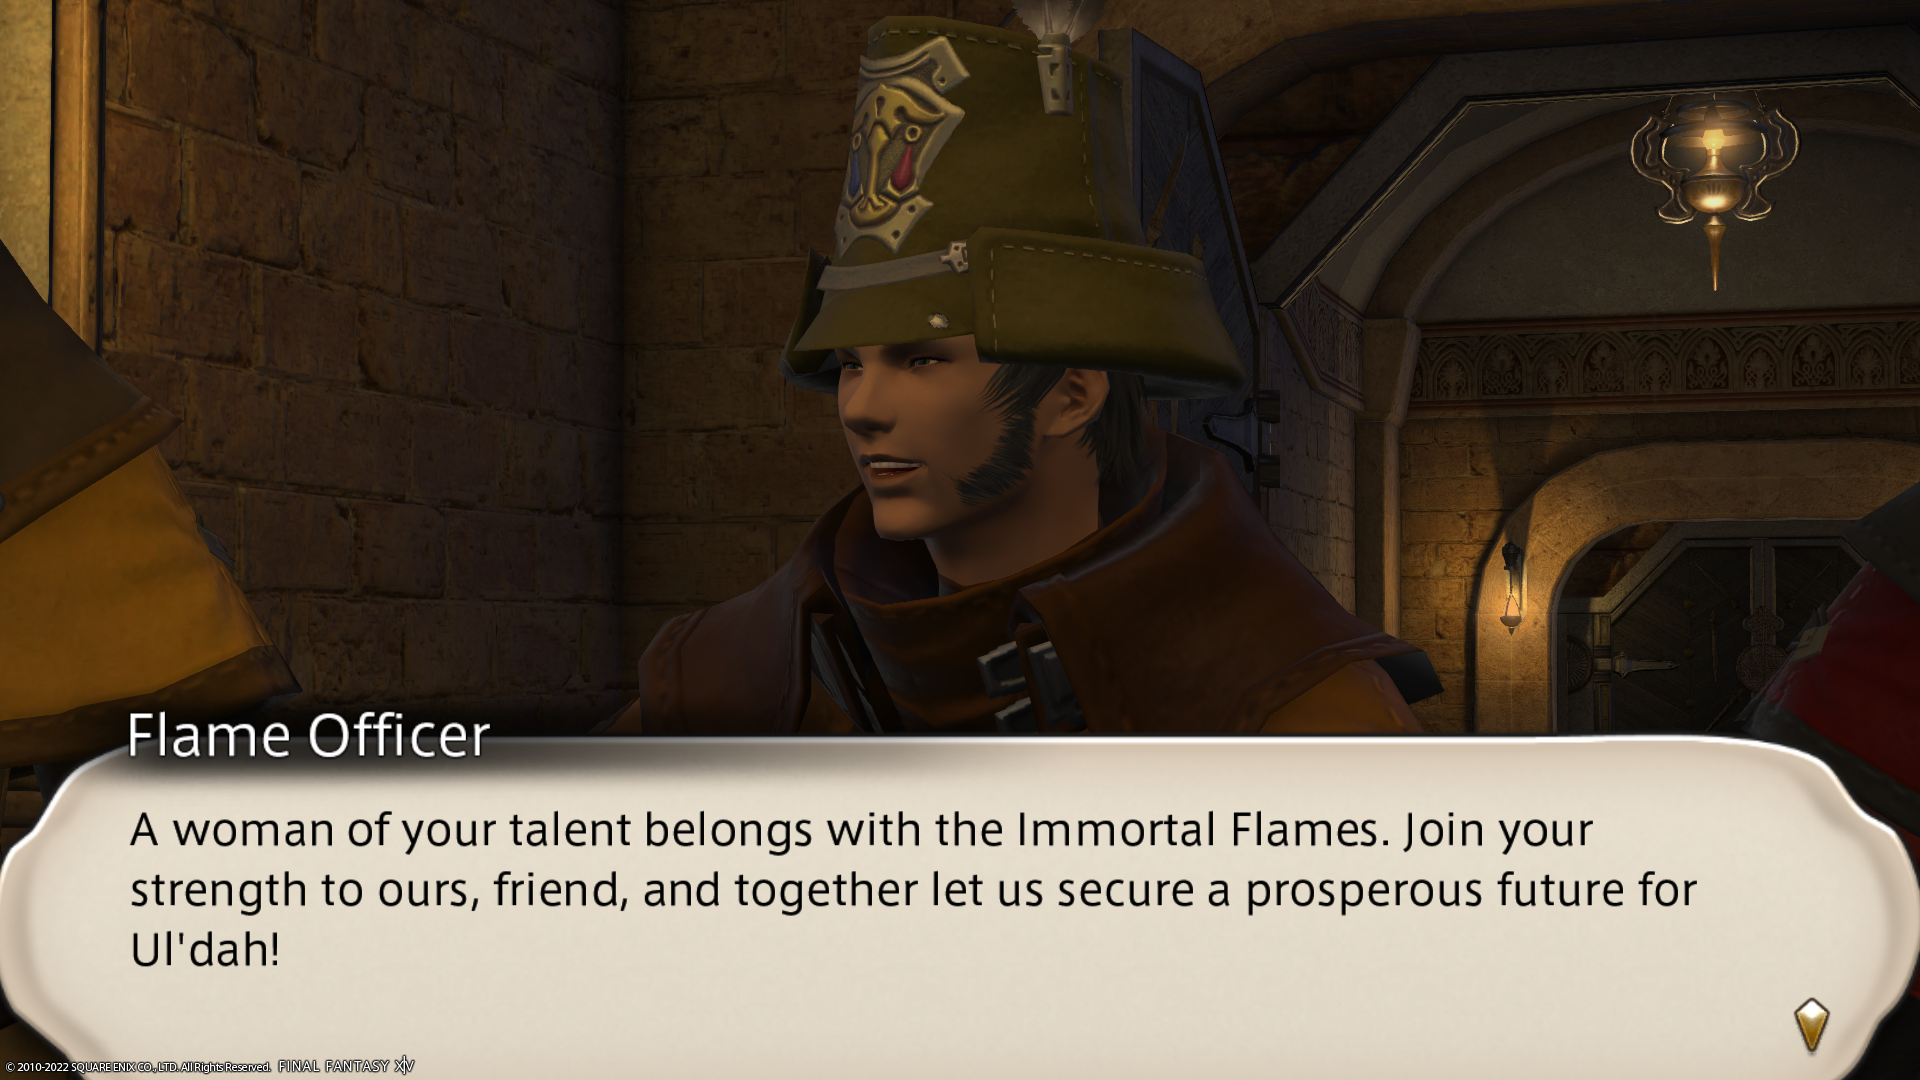 Flame Officer
A woman of your talent belongs with the Immortal Flames. Join your
strength to ours, friend, and together let us secure a prosperous future for
Ul'dah!
© 2010-2022 SQUARE ENIX CO., LTD. All Rights Reserved. FINAL FANTASY XIV